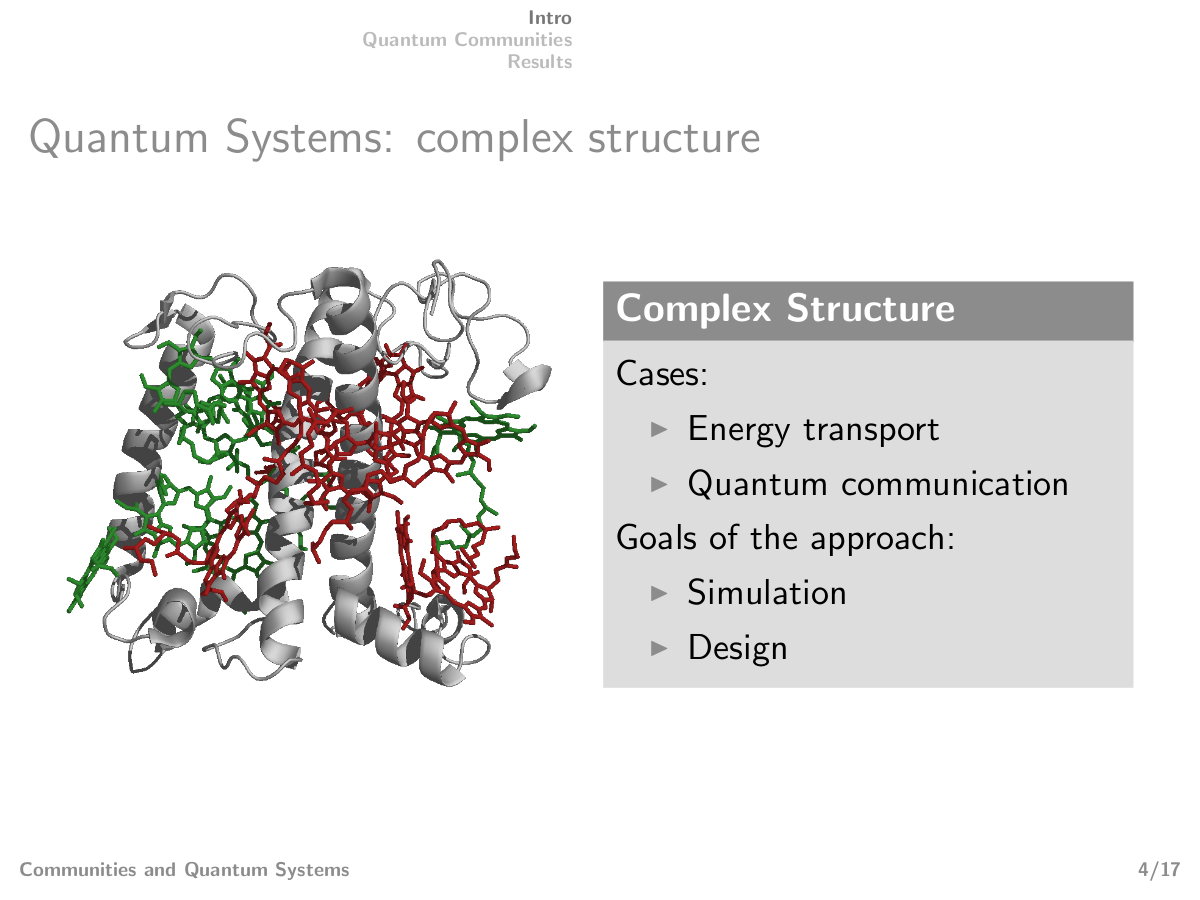 Intro
Quantum Communities
Results
Quantum Systems: complex structure
Complex Structure
Cases:
Energy transport
Quantum communication
Goals of the approach:
Simulation
Design
Communities and Quantum Systems
4/17